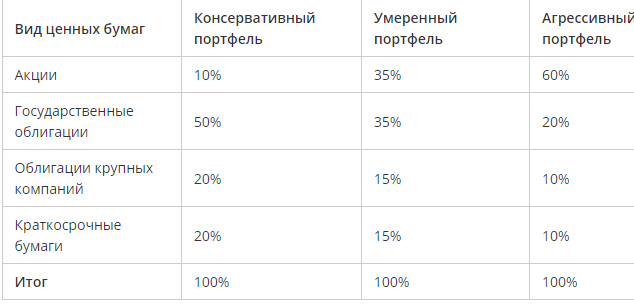 Вид ценных бумаг
Консервативный
портфель
Умеренный
портфель
Агрессивный
портфель
Акции
10%
35%
60%
Государственные
облигации
50%
35%
20%
Облигации крупных
компаний
20%
15%
10%
Краткосрочные
бумаги
20%
15%
10%
Итог
100%
100%
100%